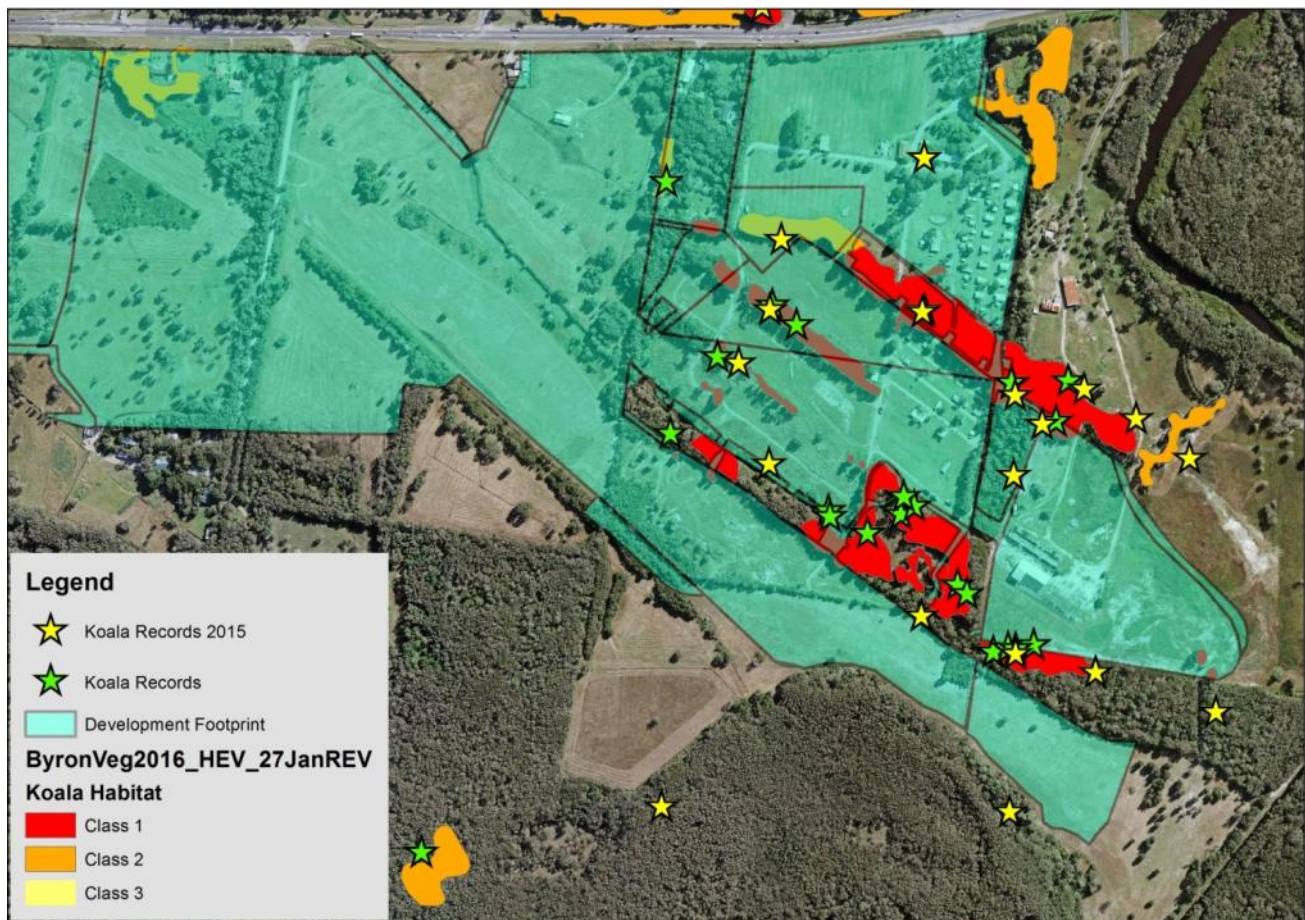 Legend
Koala Records 2015
Koala Records
Development Footprint
ByronVeg2016_HEV_27JanREV
Koala Habitat
Class 1
Class 2
Class 3